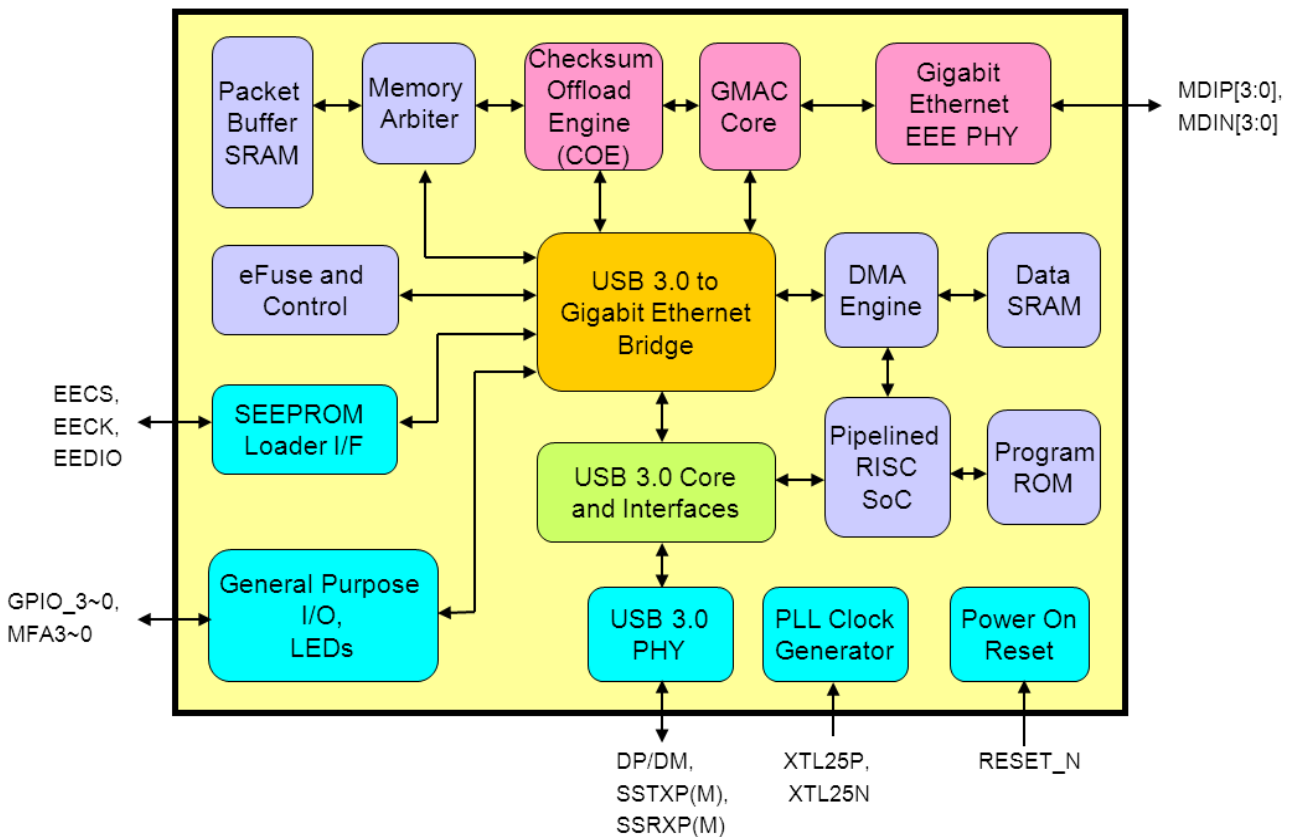 Packet
Buffer
SRAM
Memory
Arbiter
Checksum
Offload
Engine
(COE)
GMAC
Core
Gigabit
Ethernet
EEE PHY
MDIP[3:0],
MDIN[3:0]
eFuse and
Control
USB 3.0 to
Gigabit Ethernet
Bridge
DMA
Engine
Data
SRAM
EECS,
EECK,
EEDIO
SEEPROM
Loader I/F
USB 3.0 Core
and Interfaces
Pipelined
RISC
SoC
Program
ROM
GPIO_3~0,
MFA3~0
General Purpose
I/O,
LEDs
USB 3.0
PHY
PLL Clock
Generator
Power On
Reset
DP/DM,
SSTXP(M),
SSRXP(M)
XTL25P,
XTL25N
RESET_N